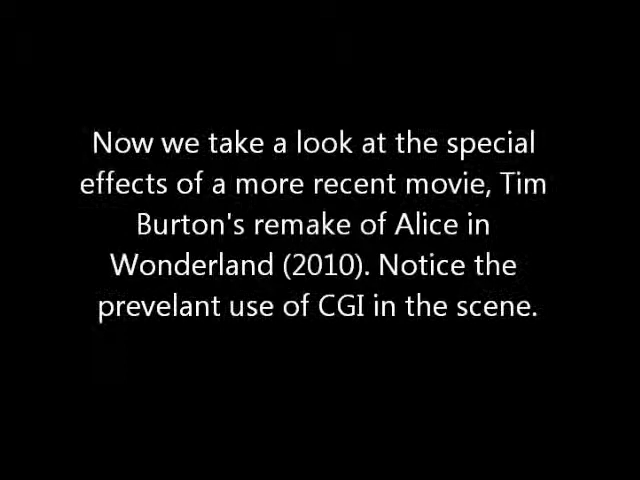 Now we take a look at the special
effects of a more recent movie, Tim
Burton's remake of Alice in
Wonderland (2010). Notice the
prevelant use of CGI in the scene.